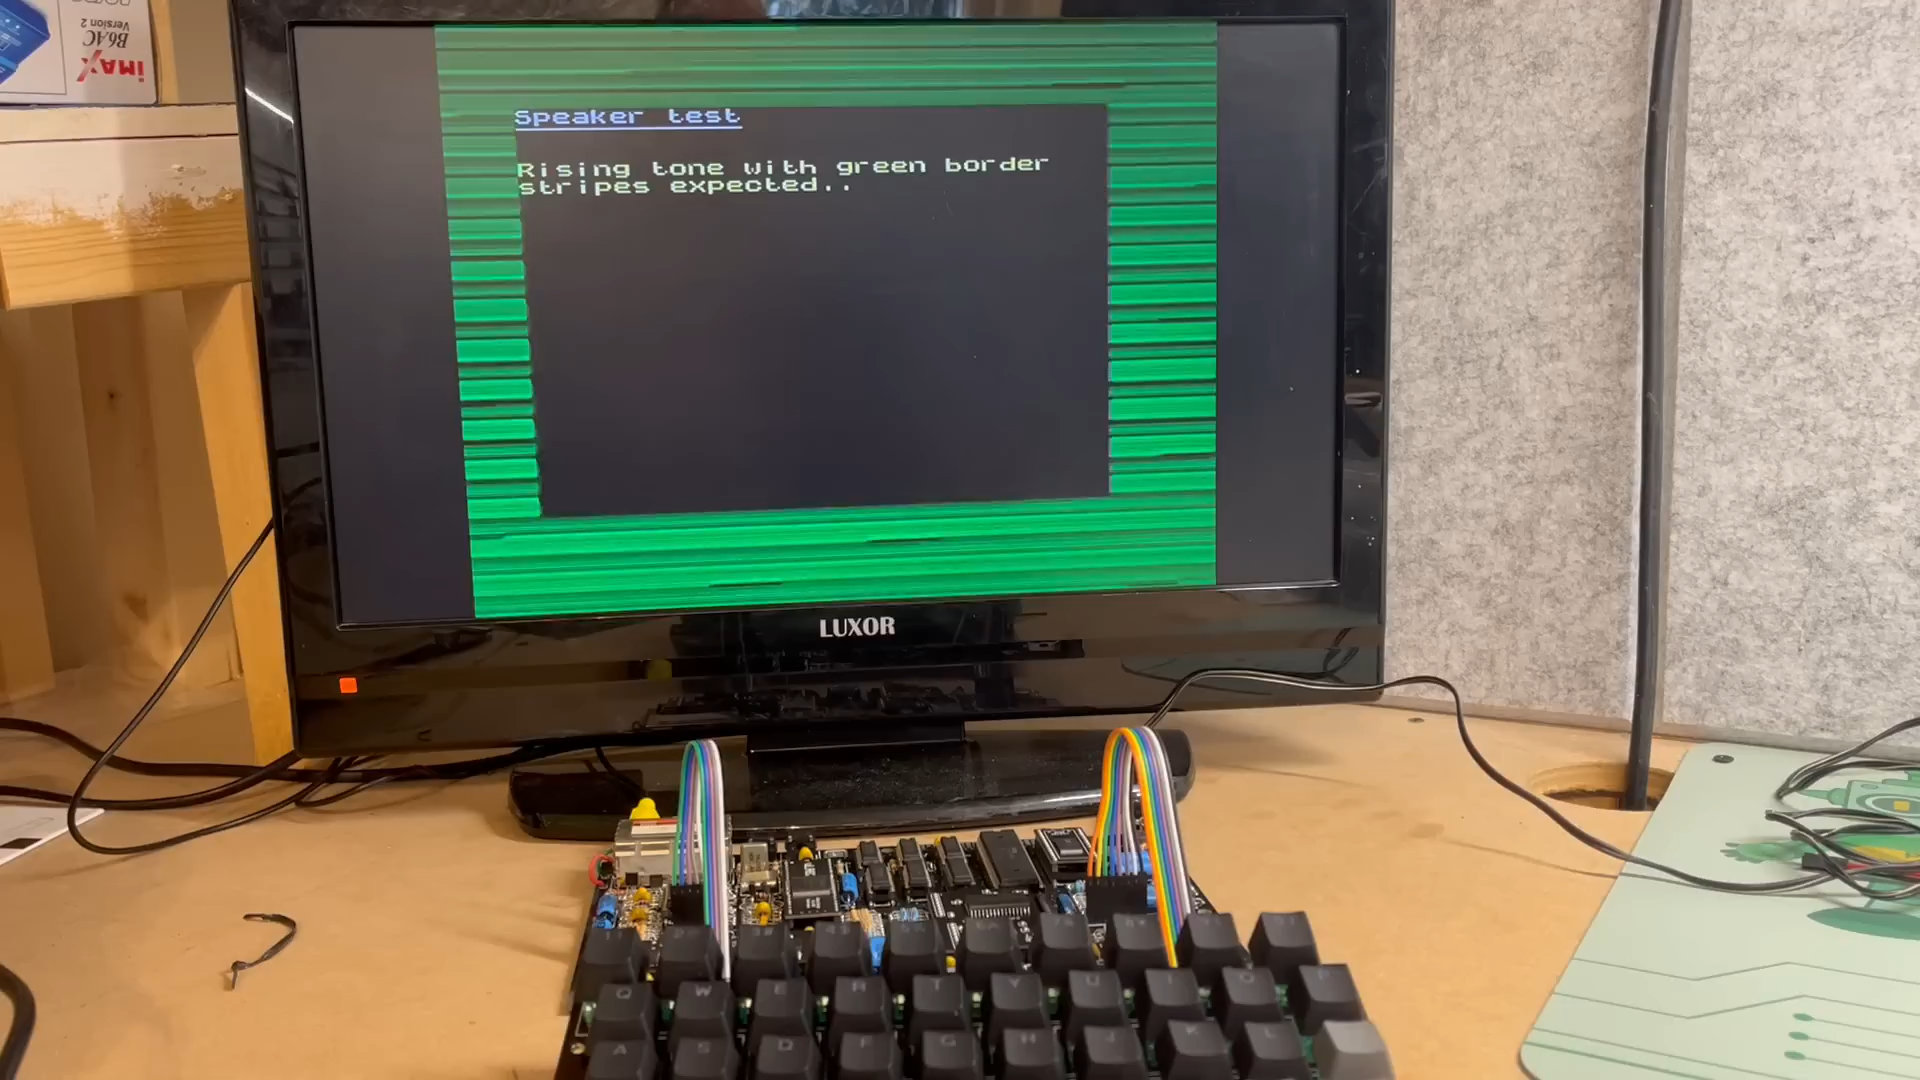 iMAX
B6AC
Version 2
Speaker test
Rising tone with green border
stripes expected..
LUXOR
Q W E R T Y U I O P
A S D F G H J K L